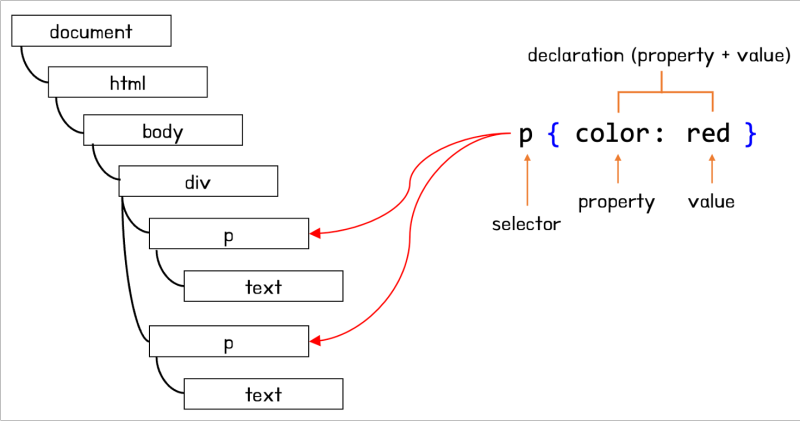 document
html
body
div
p
text
p
text
declaration (property + value)
p { color: red }
selector
property
value